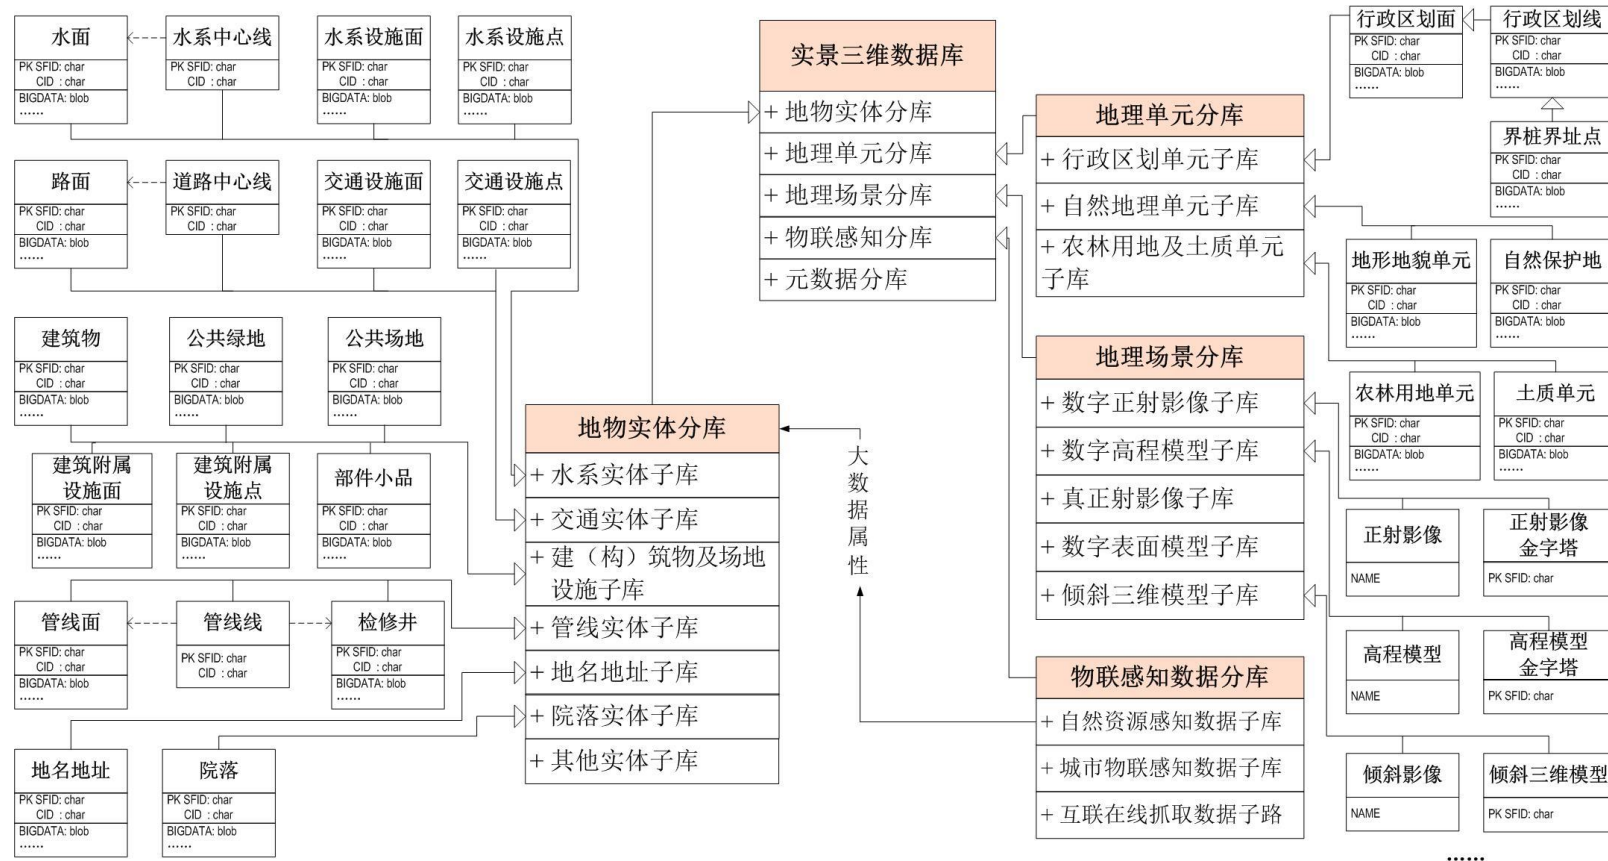 水面
PK SFID: char
CID : char
BIGDATA: blob
······
水系中心线
PK SFID: char
CID : char
水系设施面
PK SFID: char
CID : char
BIGDATA: blob
······
水系设施点
PK SFID: char
CID : char
BIGDATA: blob
······
路面
PK SFID: char
CID : char
BIGDATA: blob
······
道路中心线
PK SFID: char
CID : char
交通设施面
PK SFID: char
CID : char
BIGDATA: blob
······
交通设施点
PK SFID: char
CID : char
BIGDATA: blob
······
建筑物
PK SFID: char
CID : char
BIGDATA: blob
······
公共绿地
PK SFID: char
CID : char
BIGDATA: blob
······
公共场地
PK SFID: char
CID : char
BIGDATA: blob
······
建筑附属
设施面
PK SFID: char
CID : char
BIGDATA: blob
······
建筑附属
设施点
PK SFID: char
CID : char
BIGDATA: blob
······
部件小品
PK SFID: char
CID : char
BIGDATA: blob
······
管线面
PK SFID: char
CID : char
BIGDATA: blob
······
管线线
PK SFID: char
CID : char
检修井
PK SFID: char
CID : char
BIGDATA: blob
······
地名地址
PK SFID: char
CID : char
BIGDATA: blob
······
院落
PK SFID: char
CID : char
BIGDATA: blob
······
地物实体分库
+ 水系实体子库
+ 交通实体子库
+ 建（构）筑物及场地
设施子库
+ 管线实体子库
+ 地名地址子库
+ 院落实体子库
+ 其他实体子库
实景三维数据库
+ 地物实体分库
+ 地理单元分库
+ 地理场景分库
+ 物联感知分库
+ 元数据分库
大数据属性
地理单元分库
+ 行政区划单元子库
+ 自然地理单元子库
+ 农林用地及土质单元
子库
地理场景分库
+ 数字正射影像子库
+ 数字高程模型子库
+ 真正射影像子库
+ 数字表面模型子库
+ 倾斜三维模型子库
物联感知数据分库
+ 自然资源感知数据子库
+ 城市物联感知数据子库
+ 互联在线抓取数据子路
行政区划面
PK SFID: char
CID : char
BIGDATA: blob
······
行政区划线
PK SFID: char
CID : char
BIGDATA: blob
······
界桩界址点
PK SFID: char
CID : char
BIGDATA: blob
······
地形地貌单元
PK SFID: char
CID : char
BIGDATA: blob
······
自然保护地
PK SFID: char
CID : char
BIGDATA: blob
······
农林用地单元
PK SFID: char
CID : char
BIGDATA: blob
······
土质单元
PK SFID: char
CID : char
BIGDATA: blob
······
正射影像
NAME
正射影像
金字塔
PK SFID: char
高程模型
NAME
高程模型
金字塔
PK SFID: char
倾斜影像
NAME
倾斜三维模型
PK SFID: char
······